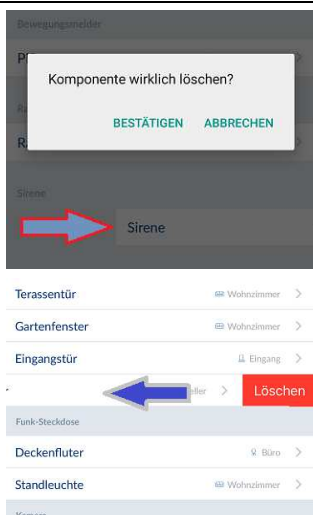 Bewegungsmelder
Komponente wirklich löschen?
BESTÄTIGEN ABBRECHEN
Sirene
Sirene
Terassentür Wohnzimmer
Gartenfenster Wohnzimmer
Eingangstür Eingang
Löschen
Funk-Steckdose
Deckenfluter Büro
Standleuchte Wohnzimmer
Kamera